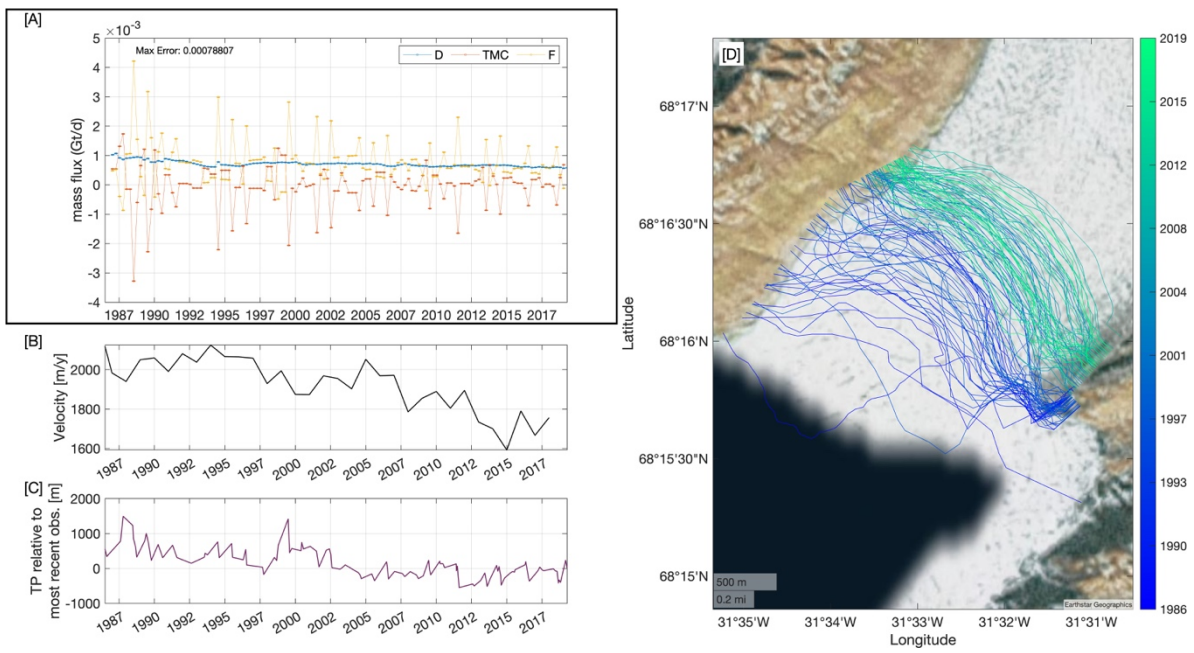 [A]
×10⁻³
Max Error: 0.00078807
D TMC F
5
4
3
2
1
0
-1
-2
-3
-4
mass flux (Gt/d)
1987 1990 1992 1995 1997 2000 2002 2005 2007 2010 2012 2015 2017
[B]
2000
1800
1600
Velocity [m/y]
1987 1990 1992 1995 1997 2000 2002 2005 2007 2010 2012 2015 2017
[C]
2000
1000
0
-1000
TP relative to
most recent obs. [m]
1987 1990 1992 1995 1997 2000 2002 2005 2007 2010 2012 2015 2017
[D]
68°17'N
68°16'30"N
68°16'N
68°15'30"N
68°15'N
Latitude
500 m
0.2 mi
Earthstar Geographics
31°35'W 31°34'W 31°33'W 31°32'W 31°31'W
Longitude
2019
2015
2012
2008
2004
2001
1997
1993
1990
1986